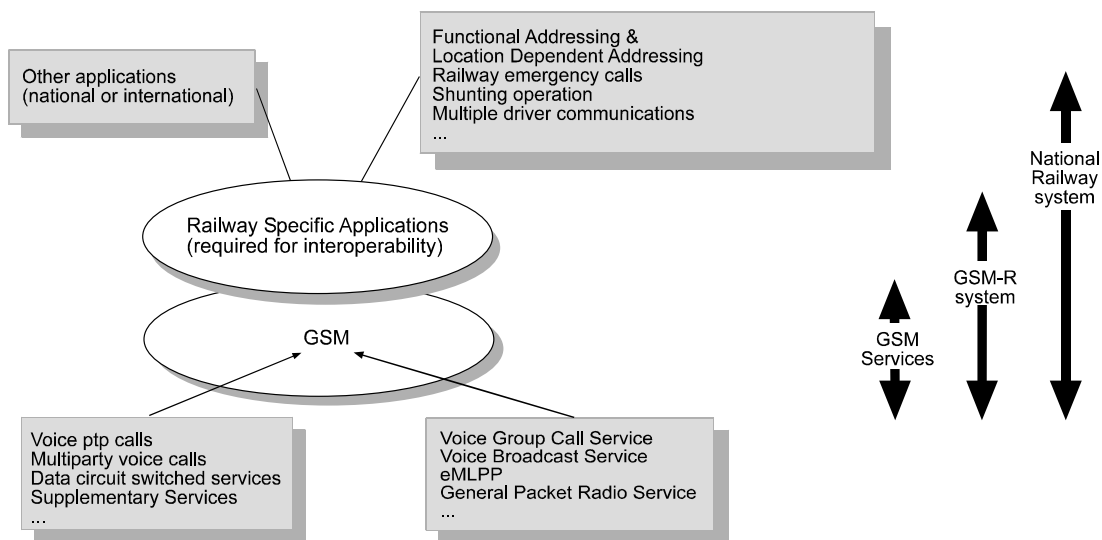 Other applications
(national or international)
Functional Addressing &
Location Dependent Addressing
Railway emergency calls
Shunting operation
Multiple driver communications
...
National
Railway
system
Railway Specific Applications
(required for interoperability)
GSM-R
system
GSM
GSM
Services
Voice ptp calls
Multiparty voice calls
Data circuit switched services
Supplementary Services
...
Voice Group Call Service
Voice Broadcast Service
eMLPP
General Packet Radio Service
...